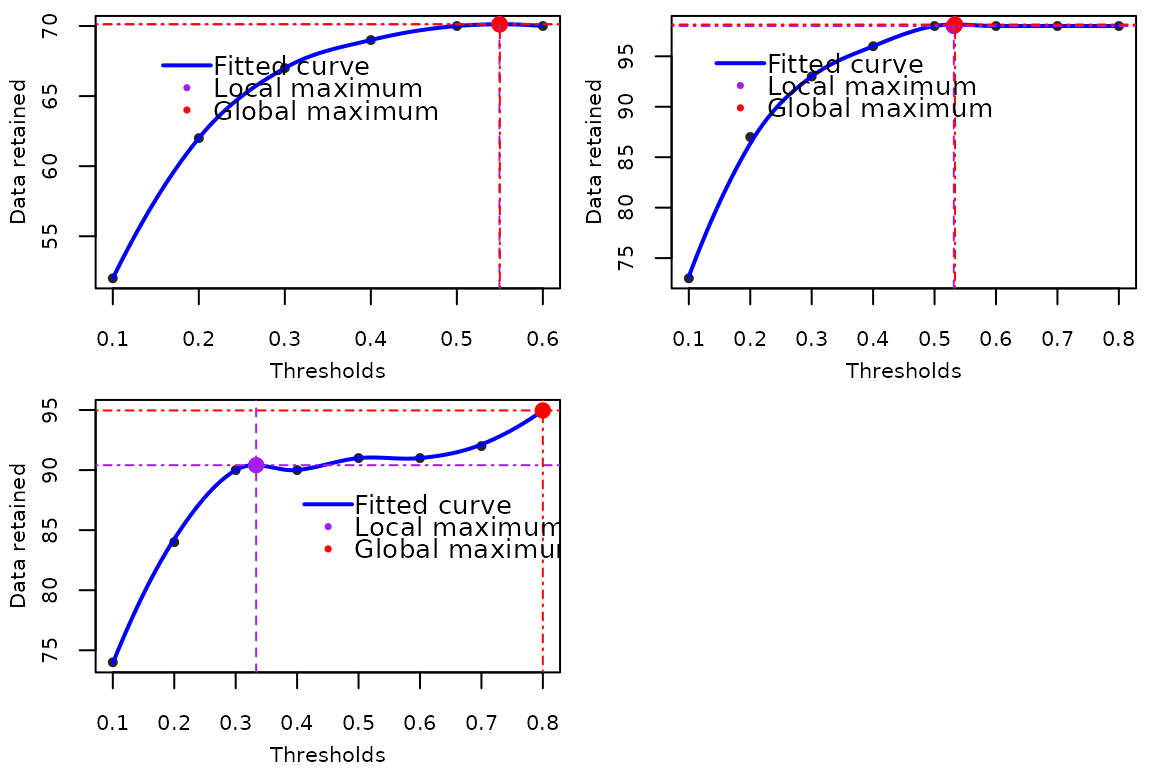 Data retained
70
65
60
55
Fitted curve
Local maximum
Global maximum
0.1 0.2 0.3 0.4 0.5 0.6
Thresholds
Data retained
95
90
85
80
75
Fitted curve
Local maximum
Global maximum
0.1 0.2 0.3 0.4 0.5 0.6 0.7 0.8
Thresholds
Data retained
95
90
85
80
75
Fitted curve
Local maximum
Global maximu
0.1 0.2 0.3 0.4 0.5 0.6 0.7 0.8
Thresholds